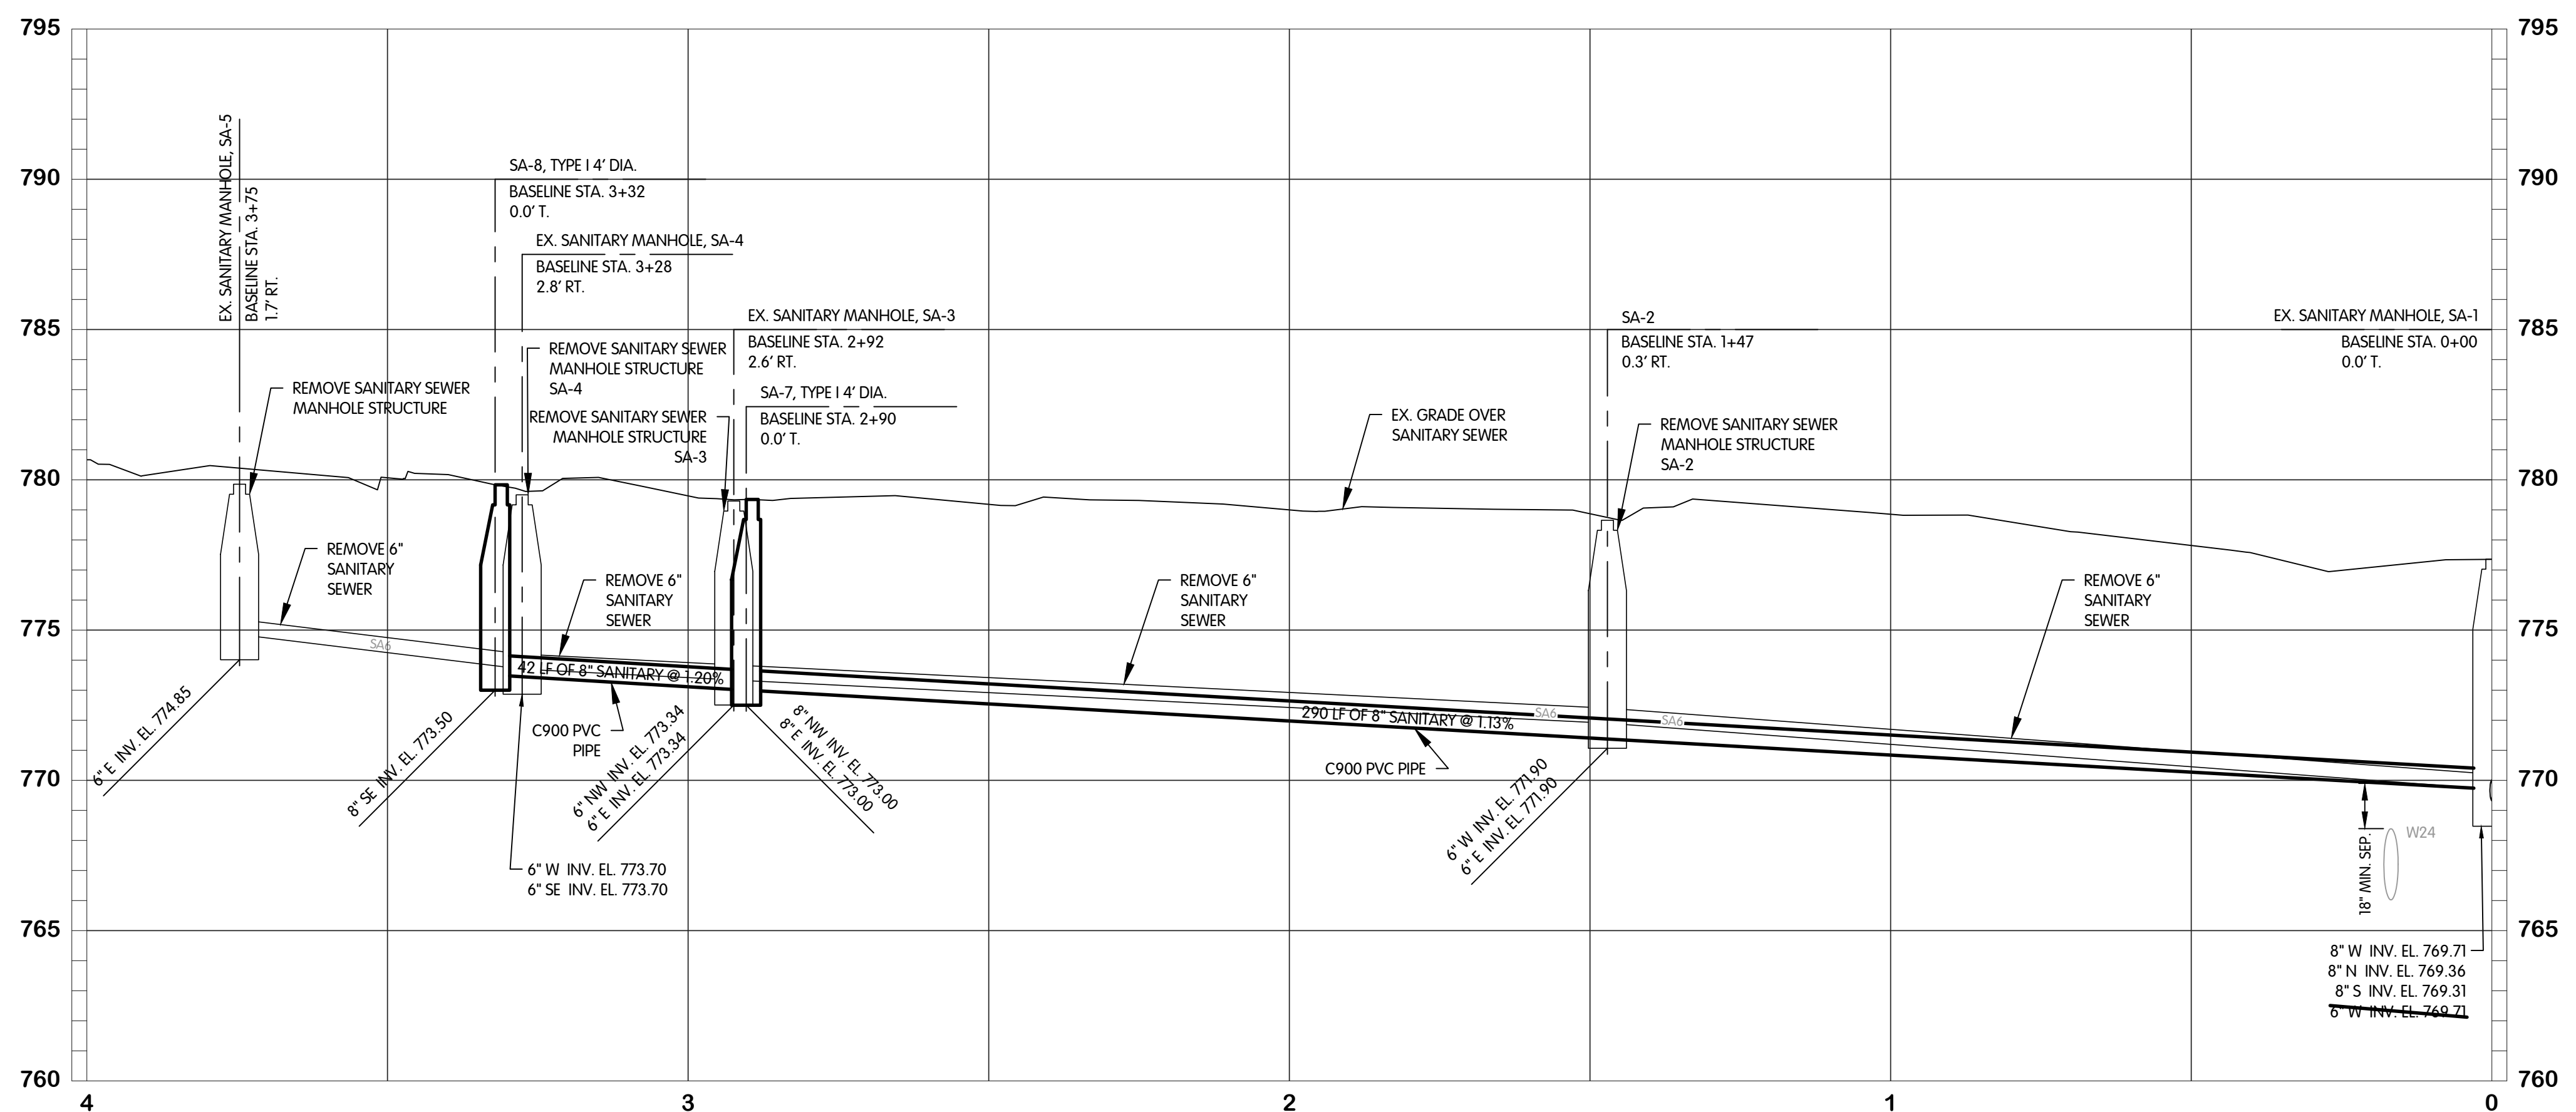 795
795
790
790
785
785
780
780
775
775
770
770
765
765
760
760
4
3
2
1
0
EX. SANITARY MANHOLE, SA-5
BASELINE STA. 3+75
1.7' RT.
SA-8, TYPE I 4' DIA.
BASELINE STA. 3+32
0.0' T.
EX. SANITARY MANHOLE, SA-4
BASELINE STA. 3+28
2.8' RT.
EX. SANITARY MANHOLE, SA-3
BASELINE STA. 2+92
2.6' RT.
SA-7, TYPE I 4' DIA.
BASELINE STA. 2+90
0.0' T.
SA-2
BASELINE STA. 1+47
0.3' RT.
EX. SANITARY MANHOLE, SA-1
BASELINE STA. 0+00
0.0' T.
REMOVE SANITARY SEWER
MANHOLE STRUCTURE
REMOVE SANITARY SEWER
MANHOLE STRUCTURE
SA-4
REMOVE SANITARY SEWER
MANHOLE STRUCTURE
SA-3
EX. GRADE OVER
SANITARY SEWER
REMOVE SANITARY SEWER
MANHOLE STRUCTURE
SA-2
REMOVE 6"
SANITARY
SEWER
REMOVE 6"
SANITARY
SEWER
REMOVE 6"
SANITARY
SEWER
REMOVE 6"
SANITARY
SEWER
SA6
42 LF OF 8" SANITARY @ 1.20%
C900 PVC
PIPE
290 LF OF 8" SANITARY @ 1.13%
SA6
SA6
C900 PVC PIPE
6" E INV. EL. 774.85
8" SE INV. EL. 773.50
6" W INV. EL. 773.70
6" SE INV. EL. 773.70
6" NW INV. EL. 773.34
6" E INV. EL. 773.34
8" NW INV. EL. 773.00
8" E INV. EL. 773.00
6" W INV. EL. 771.90
6" E INV. EL. 771.90
18" MIN. SEP.
W24
8" W INV. EL. 769.71
8" N INV. EL. 769.36
8" S INV. EL. 769.31
6" W INV. EL. 769.71